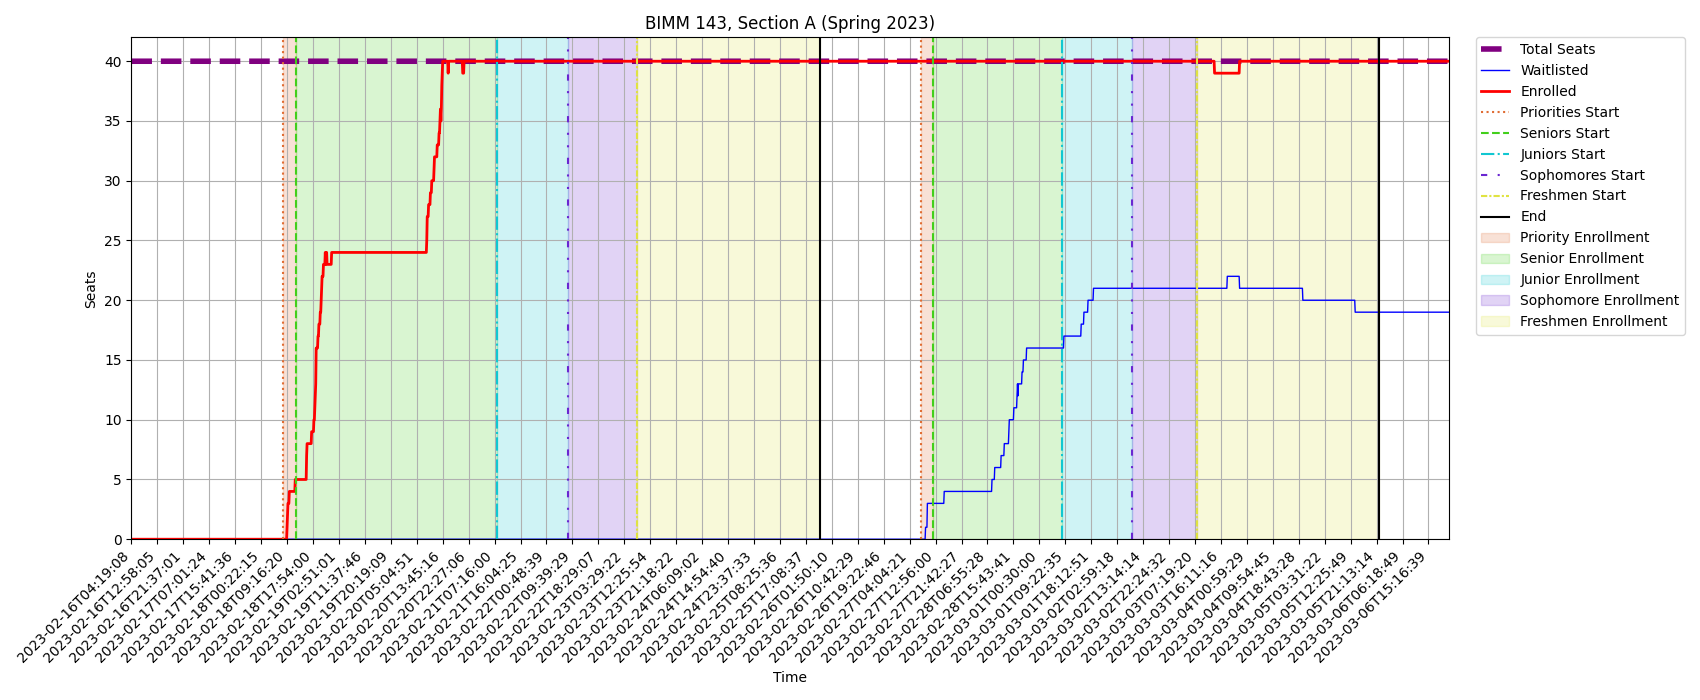 BIMM 143, Section A (Spring 2023)
Seats
40
35
30
25
20
15
10
5
0
2023-02-16T04:19:08
2023-02-16T12:58:05
2023-02-16T21:37:01
2023-02-17T07:01:24
2023-02-17T15:41:36
2023-02-18T00:22:15
2023-02-18T09:16:20
2023-02-18T17:54:00
2023-02-19T02:51:01
2023-02-19T11:37:46
2023-02-19T20:19:09
2023-02-20T05:04:51
2023-02-20T13:45:16
2023-02-20T22:27:06
2023-02-21T07:16:00
2023-02-21T16:04:25
2023-02-22T00:48:39
2023-02-22T09:39:29
2023-02-22T18:29:07
2023-02-23T03:29:22
2023-02-23T12:25:54
2023-02-23T21:18:22
2023-02-24T06:09:02
2023-02-24T14:54:40
2023-02-24T23:37:33
2023-02-25T08:25:36
2023-02-25T17:08:37
2023-02-26T01:50:10
2023-02-26T10:42:29
2023-02-26T19:22:46
2023-02-27T04:04:21
2023-02-27T12:56:00
2023-02-27T21:42:27
2023-02-28T06:55:28
2023-02-28T15:43:41
2023-03-01T00:30:00
2023-03-01T09:22:35
2023-03-01T18:12:51
2023-03-02T02:59:18
2023-03-02T13:14:14
2023-03-02T22:24:32
2023-03-03T07:19:20
2023-03-03T16:11:16
2023-03-04T00:59:29
2023-03-04T09:54:45
2023-03-04T18:43:28
2023-03-05T03:31:22
2023-03-05T12:25:49
2023-03-05T21:13:14
2023-03-06T06:18:49
2023-03-06T15:16:39
Time
Total Seats
Waitlisted
Enrolled
Priorities Start
Seniors Start
Juniors Start
Sophomores Start
Freshmen Start
End
Priority Enrollment
Senior Enrollment
Junior Enrollment
Sophomore Enrollment
Freshmen Enrollment